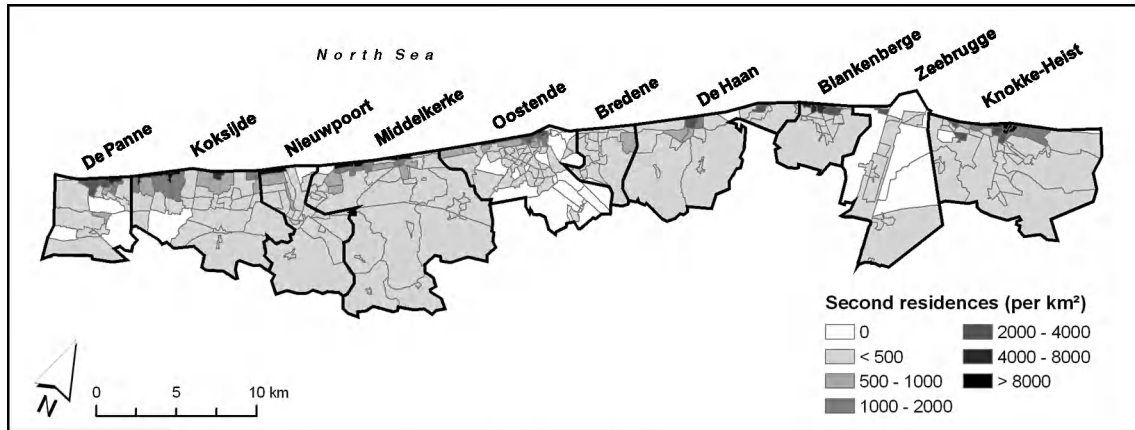 North Sea
De Panne
Koksijde
Nieuwpoort
Middelkerke
Oostende
Bredene
De Haan
Blankenberge
Zeebrugge
Knokke-Heist
Second residences (per km²)
0
< 500
500 - 1000
1000 - 2000
2000 - 4000
4000 - 8000
> 8000
N
0 5 10 km